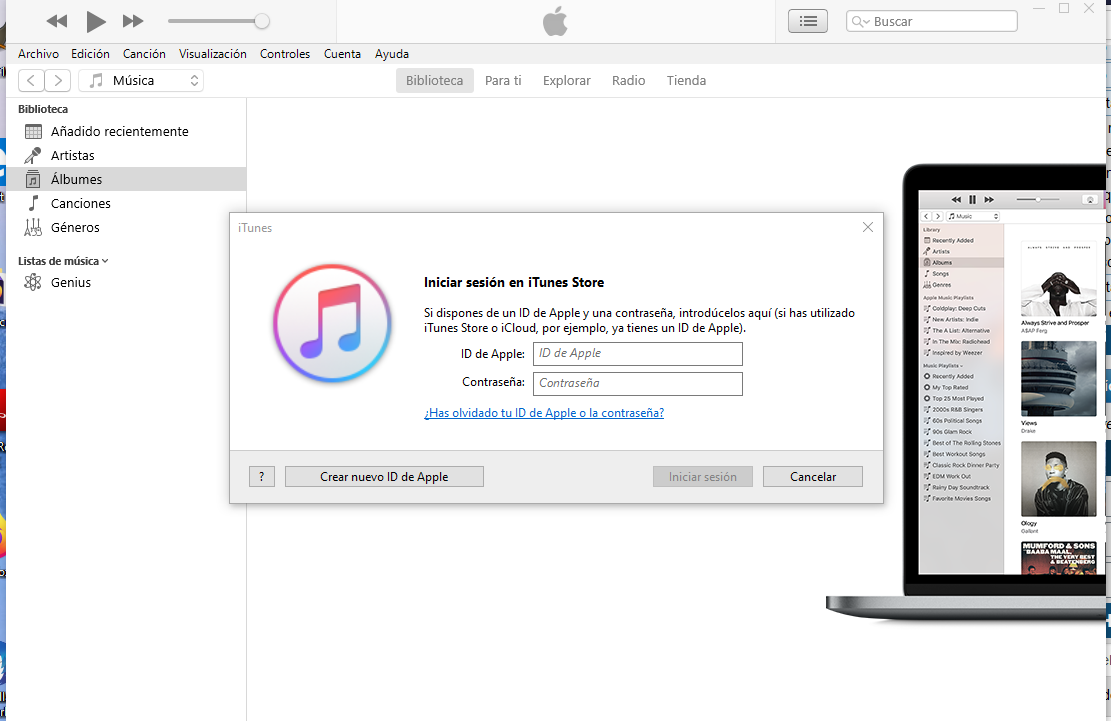 Buscar
Archivo Edición Canción Visualización Controles Cuenta Ayuda
Música
Biblioteca Para ti Explorar Radio Tienda
Biblioteca
Añadido recientemente
Artistas
Álbumes
Canciones
Géneros
Listas de música
Genius
iTunes
Iniciar sesión en iTunes Store
Si dispones de un ID de Apple y una contraseña, introdúcelos aquí (si has utilizado
iTunes Store o iCloud, por ejemplo, ya tienes un ID de Apple).
ID de Apple: ID de Apple
Contraseña: Contraseña
¿Has olvidado tu ID de Apple o la contraseña?
? Crear nuevo ID de Apple Iniciar sesión Cancelar
Music
Library
Recently Added
Artists
Albums
Songs
Genres
Apple Music Playlists
Coldplay: Deep Cuts
New Artists: Indie
The A List: Alternative
In The Mix: Radiohead
Inspired by Weezer
Music Playlists
Recently Added
My Top Rated
Top 25 Most Played
2000s R&B Singers
60s Political Songs
90s Glam Rock
Best of The Rolling Stones
Best Workout Songs
Classic Rock Dinner Party
EDM Work Out
Rainy Day Soundtrack
Favorite Movies Songs
ALWAYS STRIVE AND PROSPER
Always Strive and Prosper
A$AP Ferg
Views
Drake
Ology
Gallant
MUMFORD & SONS
BAABA MAAL,
THE VERY BEST
& BEATENBERG